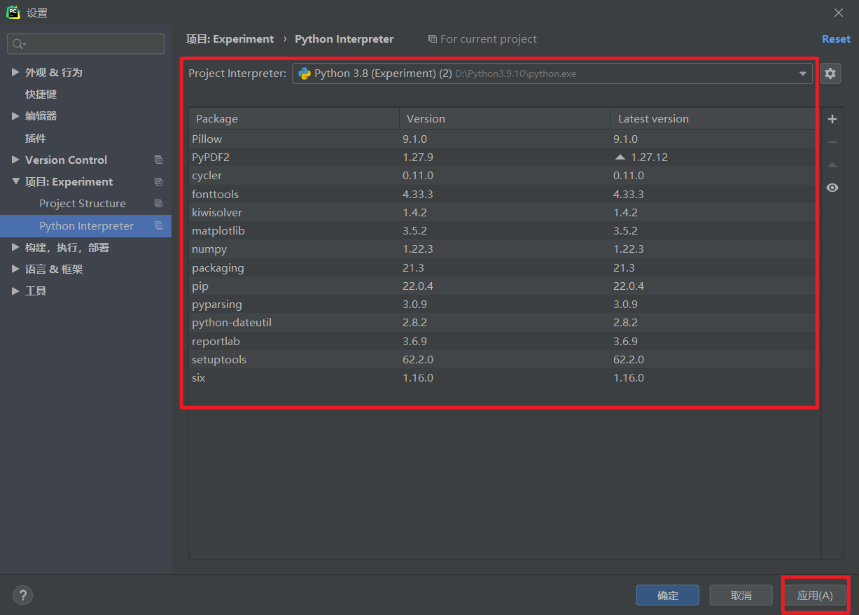 设置
项目: Experiment › Python Interpreter For current project Reset
外观 & 行为
快捷键
编辑器
插件
Version Control
项目: Experiment
Project Structure
Python Interpreter
构建，执行，部署
语言 & 框架
工具
Project Interpreter: Python 3.8 (Experiment) (2) D:\Python3.9.10\python.exe
Package Version Latest version
Pillow 9.1.0 9.1.0
PyPDF2 1.27.9 1.27.12
cycler 0.11.0 0.11.0
fonttools 4.33.3 4.33.3
kiwisolver 1.4.2 1.4.2
matplotlib 3.5.2 3.5.2
numpy 1.22.3 1.22.3
packaging 21.3 21.3
pip 22.0.4 22.0.4
pyparsing 3.0.9 3.0.9
python-dateutil 2.8.2 2.8.2
reportlab 3.6.9 3.6.9
setuptools 62.2.0 62.2.0
six 1.16.0 1.16.0
? 确定 取消 应用(A)